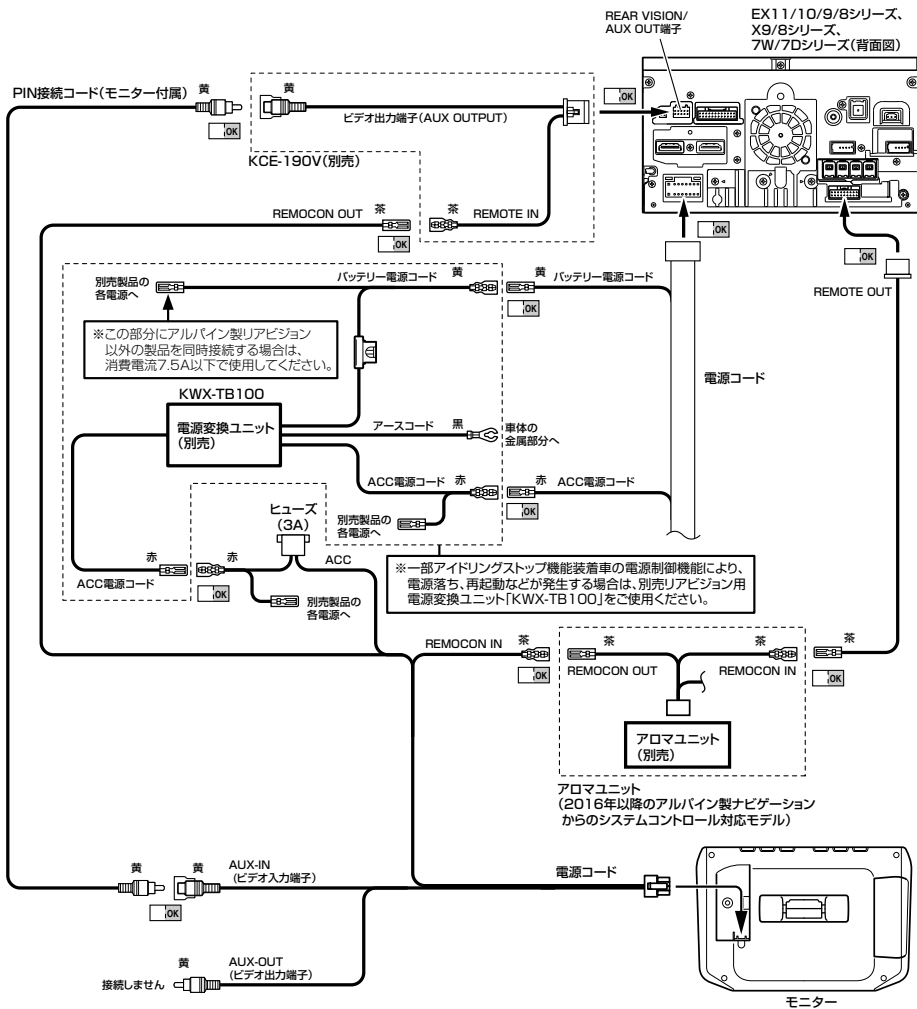 REAR VISION/
AUX OUT端子
EX11/10/9/8シリーズ、
X9/8シリーズ、
7W/7Dシリーズ(背面図)
PIN接続コード(モニター付属)
黄
OK
黄
ビデオ出力端子(AUX OUTPUT)
OK
KCE-190V(別売)
REMOCON OUT
茶
OK
茶
REMOTE IN
OK
OK
REMOTE OUT
別売製品の
各電源へ
バッテリー電源コード
黄
黄
バッテリー電源コード
OK
※この部分にアルパイン製リアビジョン
以外の製品を同時接続する場合は、
消費電流7.5A以下で使用してください。
電源コード
KWX-TB100
電源変換ユニット
(別売)
アースコード
黒
車体の
金属部分へ
ACC電源コード
赤
赤
ACC電源コード
OK
別売製品の
各電源へ
ヒューズ
(3A)
ACC
赤
ACC電源コード
赤
OK
別売製品の
各電源へ
※一部アイドリングストップ機能装着車の電源制御機能により、
電源落ち、再起動などが発生する場合は、別売リアビジョン用
電源変換ユニット「KWX-TB100」をご使用ください。
REMOCON IN
茶
OK
茶
REMOCON OUT
茶
REMOCON IN
茶
OK
アロマユニット
(別売)
アロマユニット
(2016年以降のアルパイン製ナビゲーション
からのシステムコントロール対応モデル)
黄
OK
黄
AUX-IN
(ビデオ入力端子)
電源コード
接続しません
黄
AUX-OUT
(ビデオ出力端子)
モニター